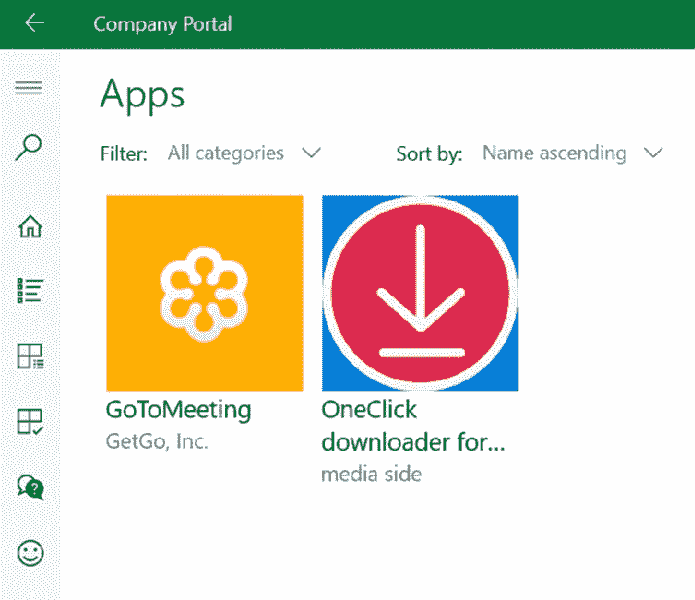 Company Portal
Apps
Filter: All categories Sort by: Name ascending
GoToMeeting
GetGo, Inc.
OneClick
downloader for...
media side